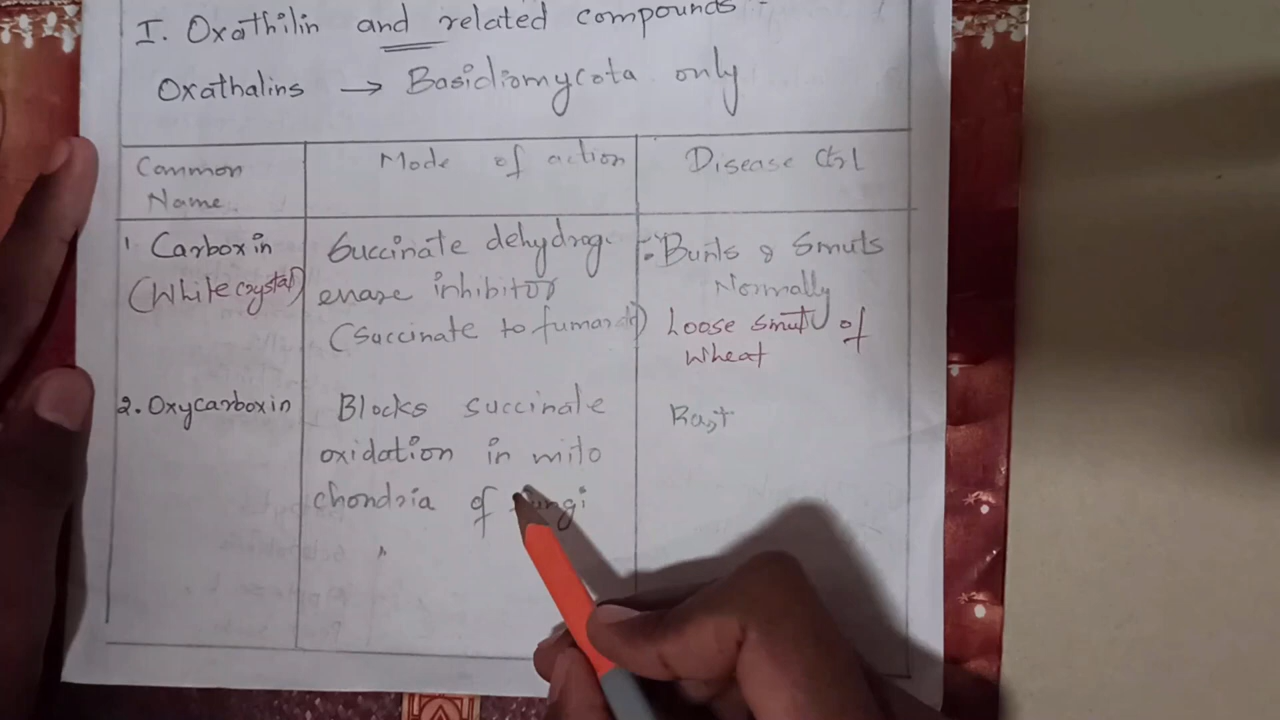 I. Oxathilin and related compounds -
Oxathalins → Basidiomycota only
Common Name
Mode of action
Disease Ctrl
1 Carboxin
(White crystal)
Succinate dehydrog-
enase inhibitor
(Succinate to fumarate)
:- Bunts & Smuts
Normally
Loose smut of
Wheat
2. Oxycarboxin
Blocks succinate
oxidation in mito
chondria of fungi
Rust